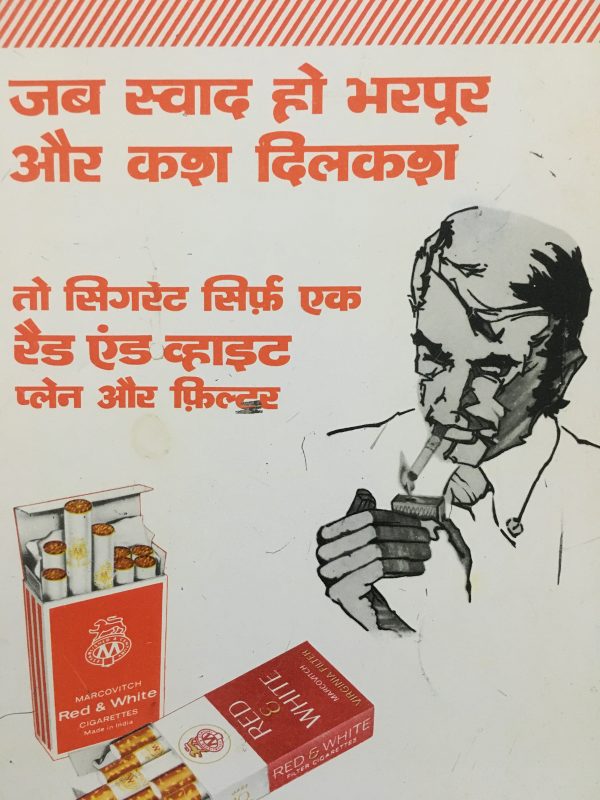 जब स्वाद हो भरपूर
और कश दिलकश
तो सिगरेट सिर्फ़ एक
रैड एंड व्हाइट
प्लेन और फ़िल्टर
M
MARCOVITCH
Red & White
CIGARETTES
Made in India
RED
&
WHITE
MARCOVITCH
VIRGINIA FILTER
RED & WHITE
FILTER CIGARETTES